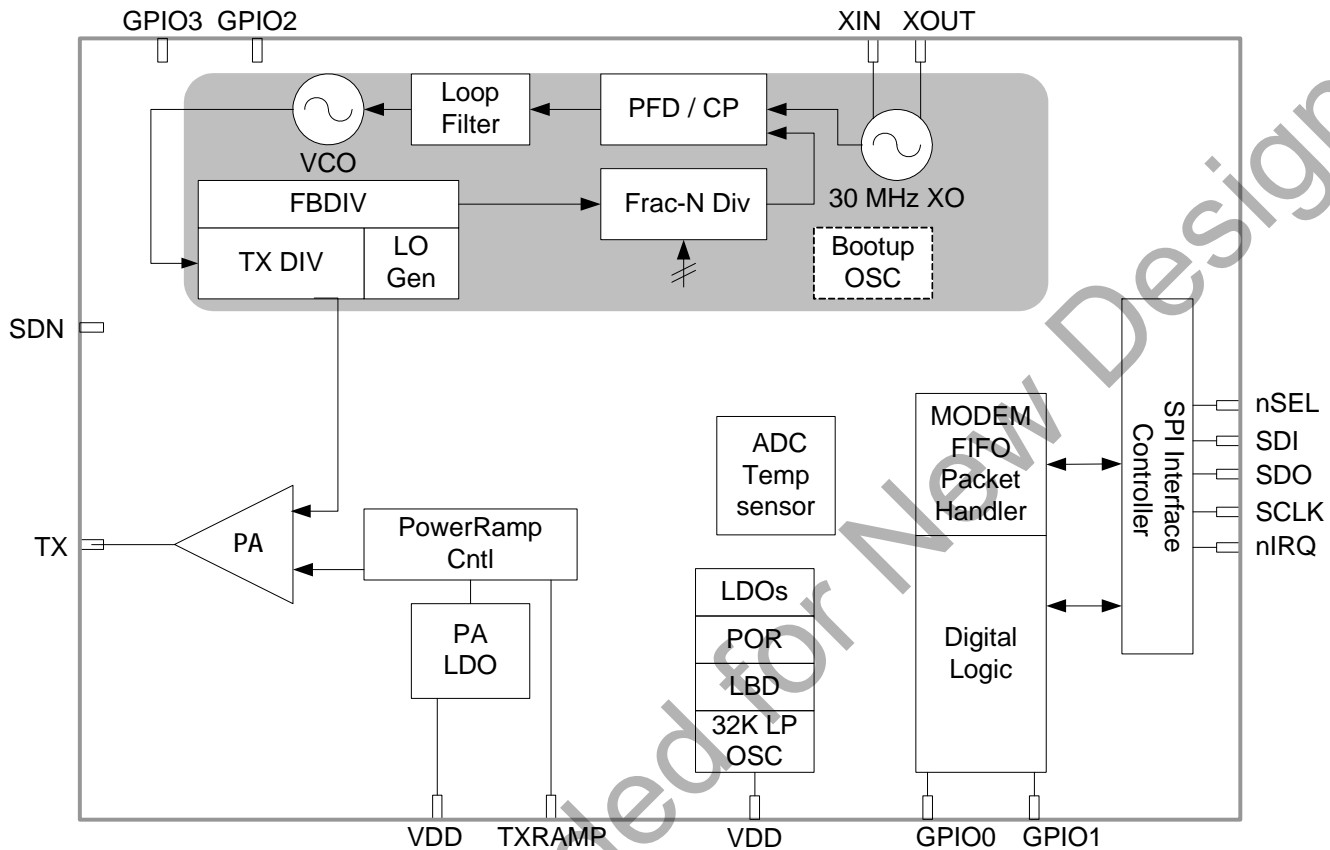 GPIO3 GPIO2
XIN XOUT
Loop
Filter
PFD / CP
VCO
30 MHz XO
FBDIV
Frac-N Div
TX DIV
LO
Gen
Bootup
OSC
SDN
nSEL
SDI
SDO
SCLK
nIRQ
SPI Interface
Controller
MODEM
FIFO
Packet
Handler
ADC
Temp
sensor
TX
PA
PowerRamp
Cntl
PA
LDO
LDOs
POR
LBD
32K LP
OSC
Digital
Logic
VDD
TXRAMP
VDD
GPIO0
GPIO1
for New Design